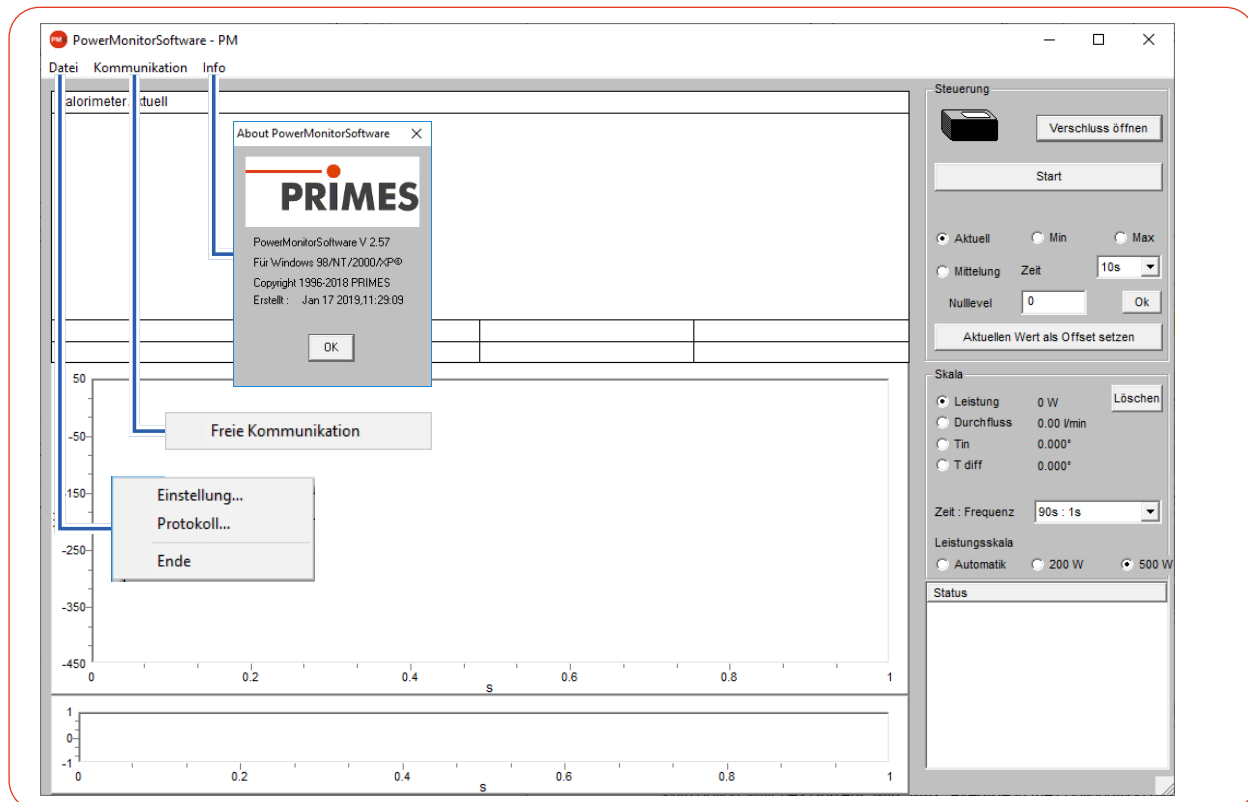 PM PowerMonitorSoftware - PM
Datei Kommunikation Info
alorimeter. ktuell
About PowerMonitorSoftware
PRIMES
PowerMonitorSoftware V 2.57
Für Windows 98/NT/2000/XP®
Copyright 1996-2018 PRIMES
Erstellt : Jan 17 2019,11:29:09
OK
Freie Kommunikation
Einstellung...
Protokoll...
Ende
50
-50
-150
-250
-350
-450
0 0.2 0.4 0.6 0.8 1
s
1
0
-1
0 0.2 0.4 0.6 0.8 1
s
Steuerung
Verschluss öffnen
Start
Aktuell Min Max
Mittelung Zeit 10s
Nulllevel 0 Ok
Aktuellen Wert als Offset setzen
Skala
Leistung 0 W Löschen
Durchfluss 0.00 l/min
Tin 0.000°
T diff 0.000°
Zeit : Frequenz 90s : 1s
Leistungsskala
Automatik 200 W 500 W
Status